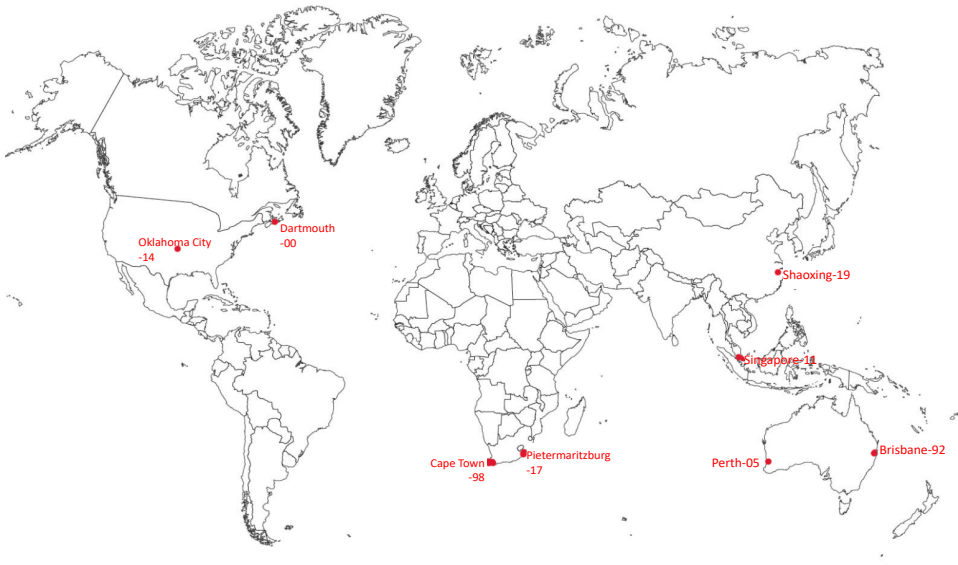 Dartmouth
-00
Oklahoma City
-14
Shaoxing-19
Singapore-11
Brisbane-92
Pietermaritzburg
-17
Cape Town
-98
Perth-05